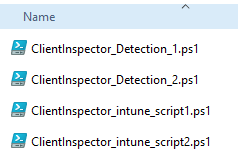 Name
ClientInspector_Detection_1.ps1
ClientInspector_Detection_2.ps1
ClientInspector_intune_script1.ps1
ClientInspector_intune_script2.ps1